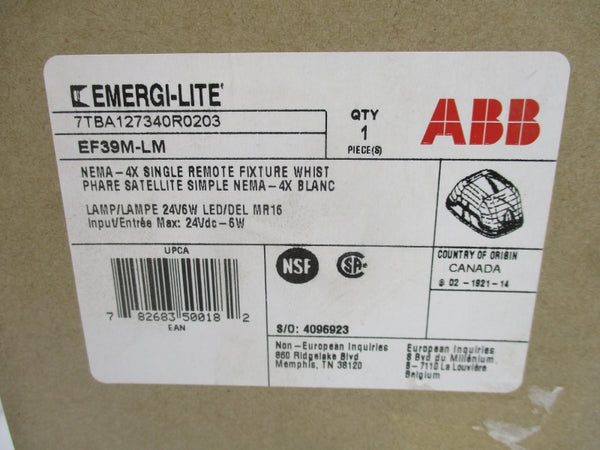 EMERGI-LITE
7TBA127340R0203
EF39M-LM
QTY
1
PIECE(S)
ABB
NEMA-4X SINGLE REMOTE FIXTURE WHIST
PHARE SATELLITE SIMPLE NEMA-4X BLANC
LAMP/LAMPE 24V6W LED/DEL MR16
Input/Entrée Max: 24Vdc-6W
UPCA
7 82683 50018 2
EAN
NSF
S/O: 4096923
COUNTRY OF ORIGIN
CANADA
02-1921-14
Non-European Inquiries
860 Ridgelake Blvd
Memphis, TN 38120
European Inquiries
8 Bvd du Millénium
B-7110 La Louvière
Belgium